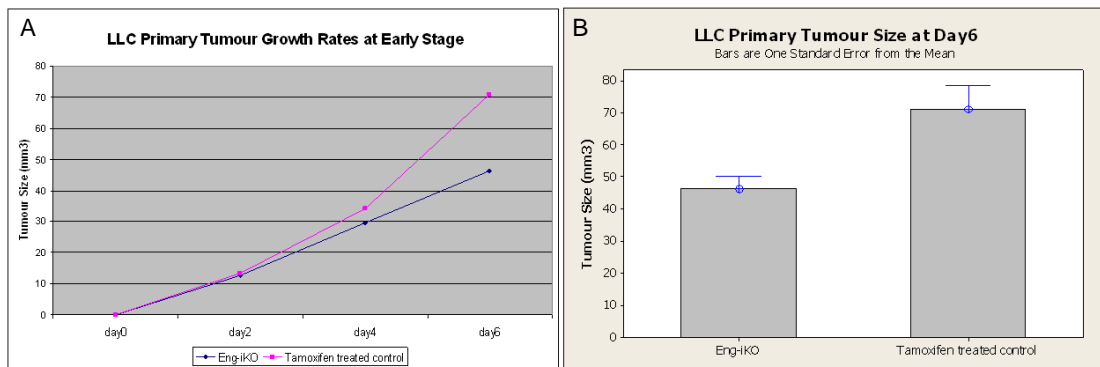 A
LLC Primary Tumour Growth Rates at Early Stage
Tumour Size (mm3)
80
70
60
50
40
30
20
10
0
day0 day2 day4 day6
Eng-iKO Tamoxifen treated control
B
LLC Primary Tumour Size at Day6
Bars are One Standard Error from the Mean
Tumour Size (mm3)
80
70
60
50
40
30
20
10
0
Eng-iKO Tamoxifen treated control